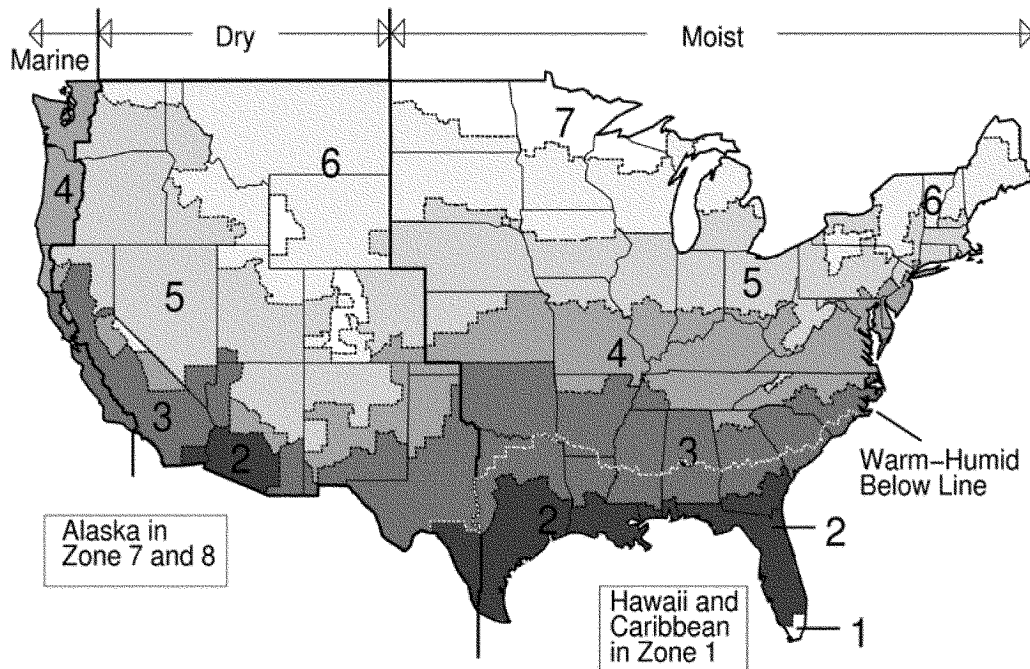 Marine
Dry
Moist
7
6
4
6
5
5
4
3
3
2
Warm-Humid
Below Line
2
2
Alaska in
Zone 7 and 8
Hawaii and
Caribbean
in Zone 1
1